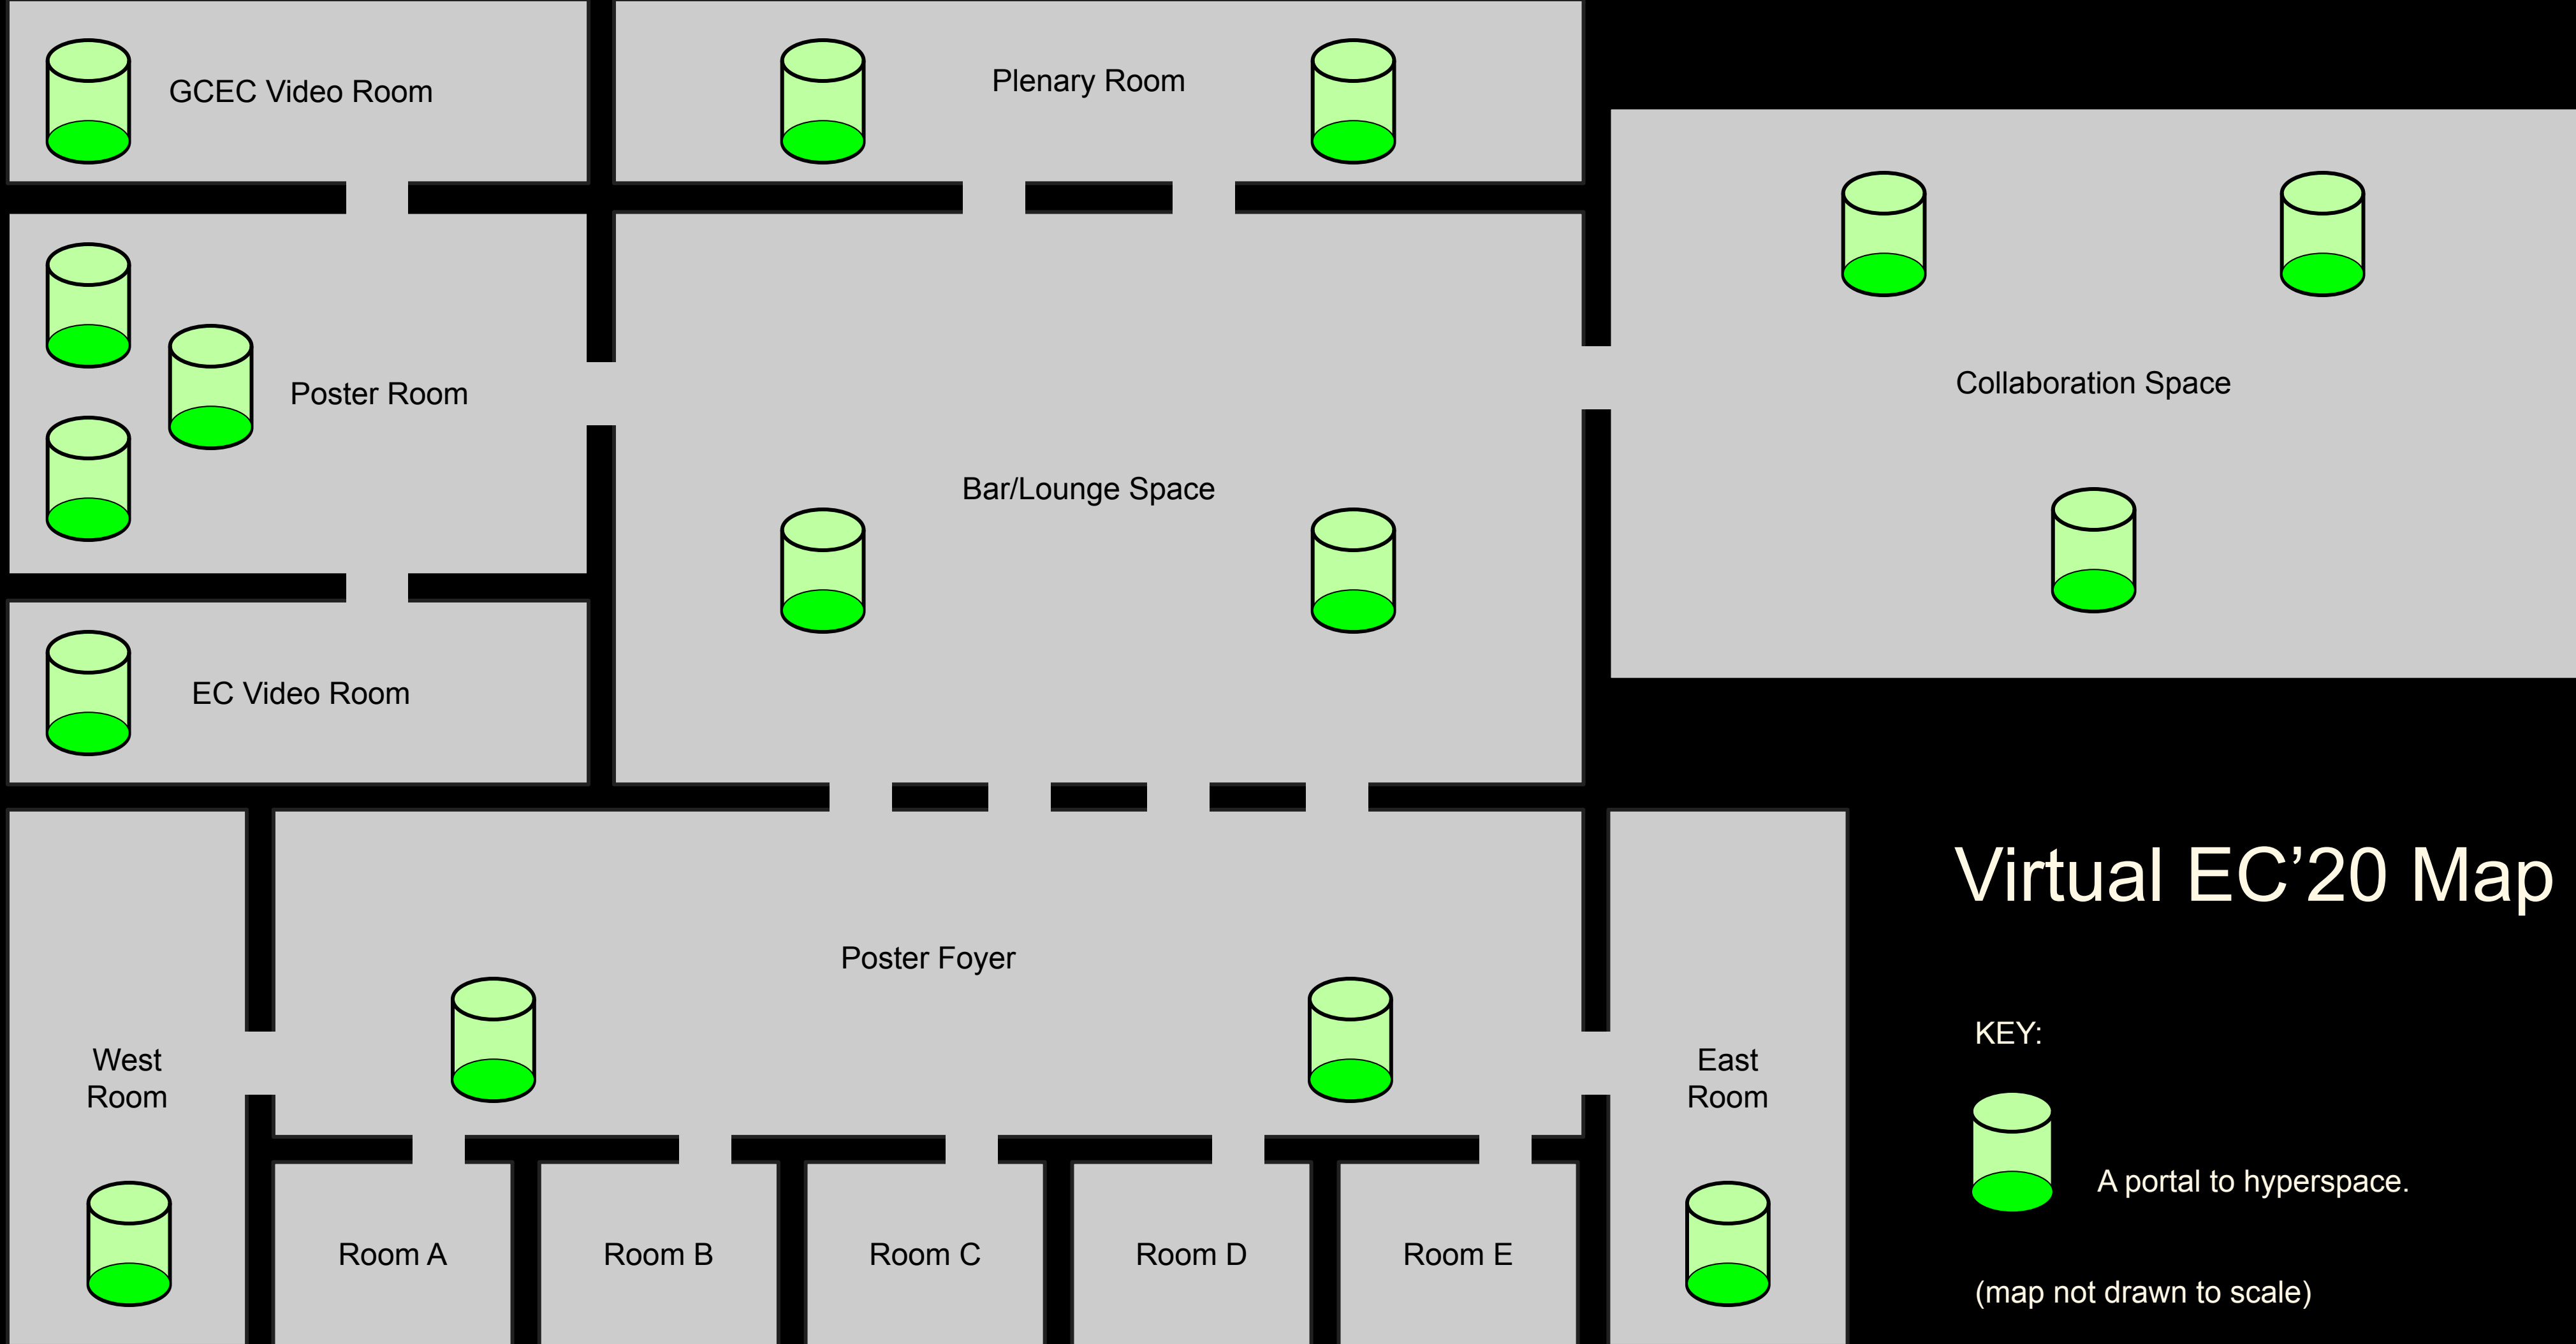 GCEC Video Room
Plenary Room
Poster Room
Collaboration Space
Bar/Lounge Space
EC Video Room
Virtual EC’20 Map
Poster Foyer
West
Room
East
Room
KEY:
A portal to hyperspace.
Room A
Room B
Room C
Room D
Room E
(map not drawn to scale)